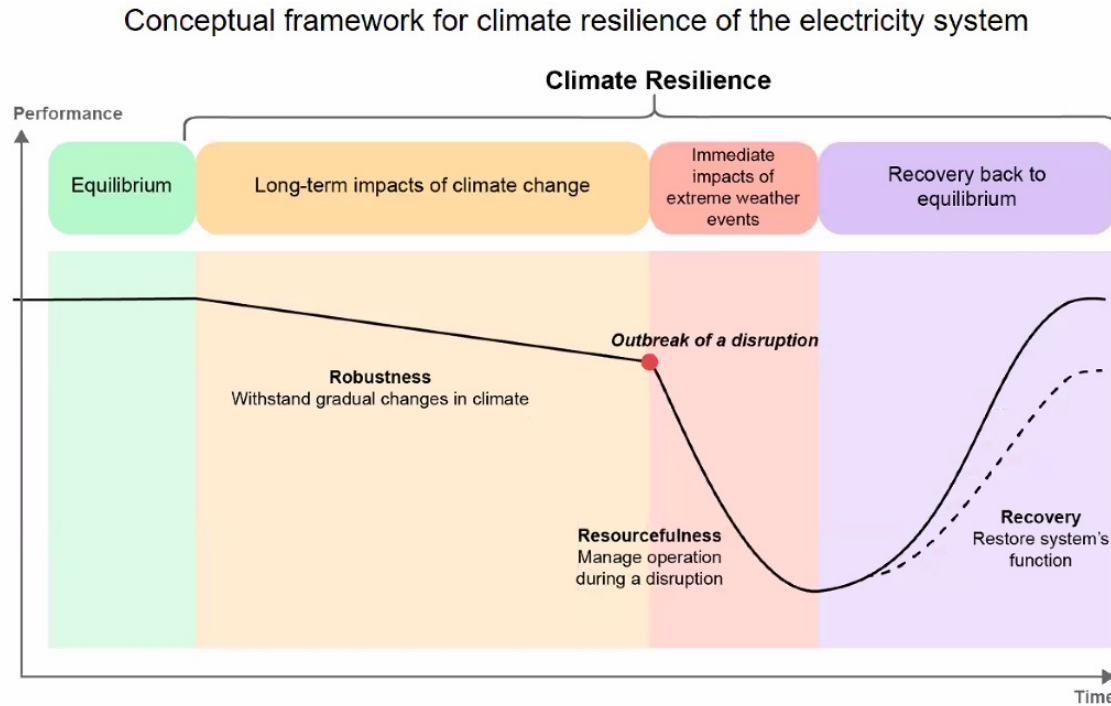 Conceptual framework for climate resilience of the electricity system
Climate Resilience
Performance
Equilibrium
Long-term impacts of climate change
Immediate
impacts of
extreme weather
events
Recovery back to
equilibrium
Outbreak of a disruption
Robustness
Withstand gradual changes in climate
Resourcefulness
Manage operation
during a disruption
Recovery
Restore system's
function
Time